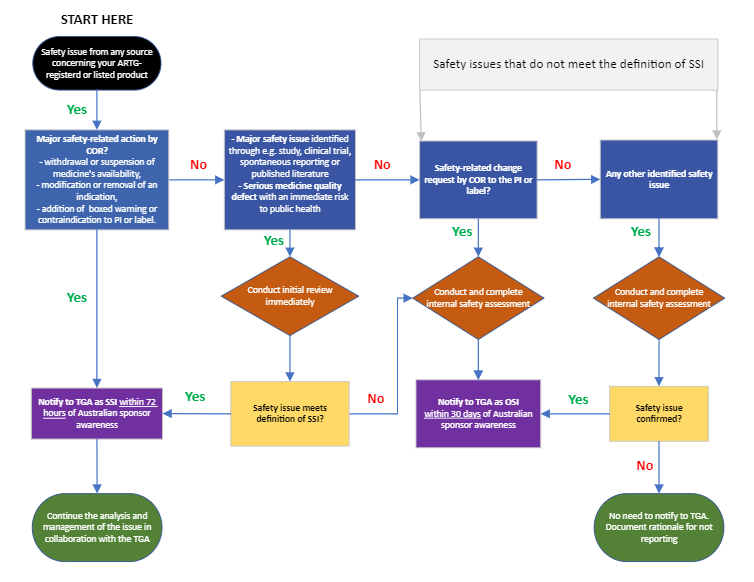 START HERE
Safety issue from any source
concerning your ARTG-
registerd or listed product
Safety issues that do not meet the definition of SSI
Yes
Major safety-related action by
COR?
- withdrawal or suspension of
medicine's availability,
- modification or removal of an
indication,
- addition of boxed warning or
contraindication to PI or label.
No
- Major safety issue identified
through e.g. study, clinical trial,
spontaneous reporting or
published literature
- Serious medicine quality
defect with an immediate risk
to public health
No
Safety-related change
request by COR to the PI or
label?
No
Any other identified safety
issue
Yes
Yes
Yes
Yes
Conduct initial review
immediately
Conduct and complete
internal safety assessment
Conduct and complete
internal safety assessment
Notify to TGA as SSI within 72
hours of Australian sponsor
awareness
Yes
Safety issue meets
definition of SSI?
No
Notify to TGA as OSI
within 30 days of Australian
sponsor awareness
Yes
Safety issue
confirmed?
No
Continue the analysis and
management of the issue in
collaboration with the TGA
No need to notify to TGA.
Document rationale for not
reporting